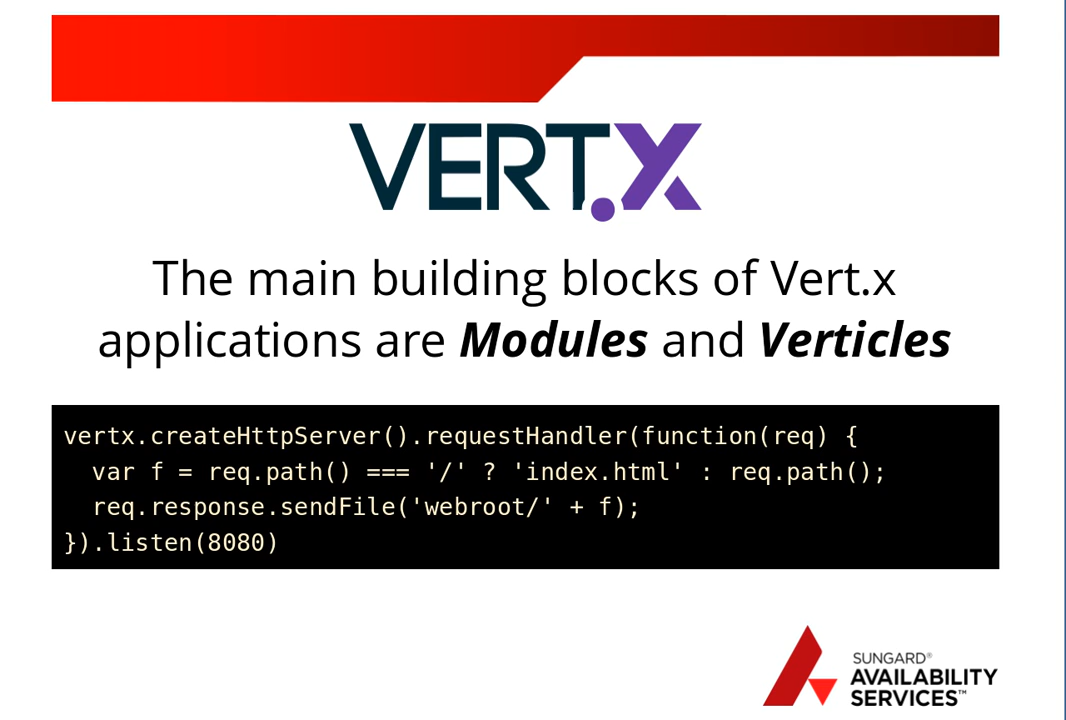 VERT.X
The main building blocks of Vert.x
applications are Modules and Verticles
vertx.createHttpServer().requestHandler(function(req) {
  var f = req.path() === '/' ? 'index.html' : req.path();
  req.response.sendFile('webroot/' + f);
}).listen(8080)
SUNGARD®
AVAILABILITY
SERVICES™